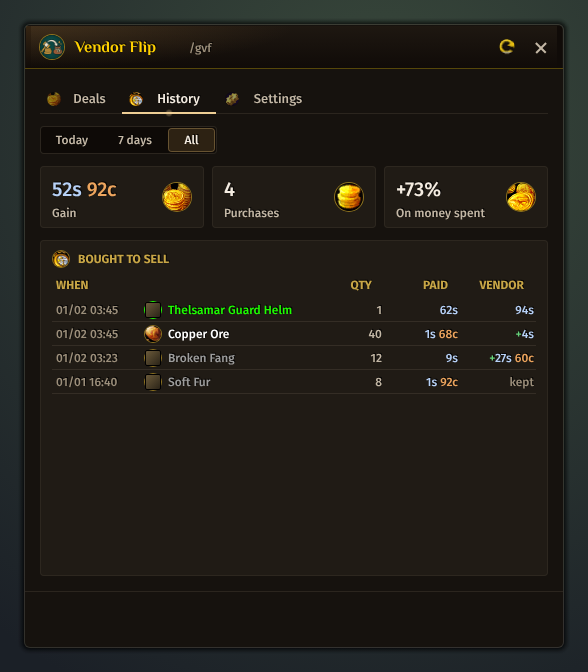 Vendor Flip /gvf
Deals History Settings
Today 7 days All
52s 92c
Gain
4
Purchases
+73%
On money spent
BOUGHT TO SELL
WHEN QTY PAID VENDOR
01/02 03:45 Thelsamar Guard Helm 1 62s 94s
01/02 03:45 Copper Ore 40 1s 68c +4s
01/02 03:23 Broken Fang 12 9s +27s 60c
01/01 16:40 Soft Fur 8 1s 92c kept